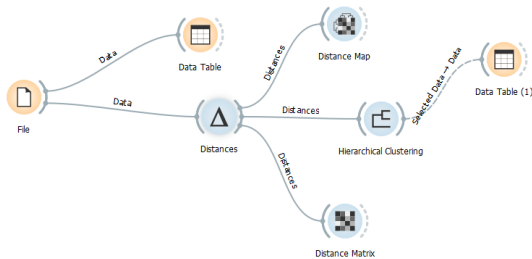 Data
Data Table
Distances
Distance Map
Selected Data → Data
Data Table (1)
File
Data
Distances
Distances
Hierarchical Clustering
Distances
Distance Matrix